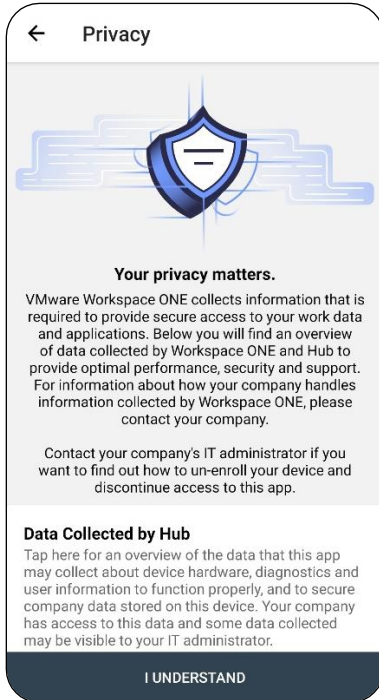 Privacy
Your privacy matters.
VMware Workspace ONE collects information that is
required to provide secure access to your work data
and applications. Below you will find an overview
of data collected by Workspace ONE and Hub to
provide optimal performance, security and support.
For information about how your company handles
information collected by Workspace ONE, please
contact your company.
Contact your company's IT administrator if you
want to find out how to un-enroll your device and
discontinue access to this app.
Data Collected by Hub
Tap here for an overview of the data that this app
may collect about device hardware, diagnostics and
user information to function properly, and to secure
company data stored on this device. Your company
has access to this data and some data collected
may be visible to your IT administrator.
I UNDERSTAND